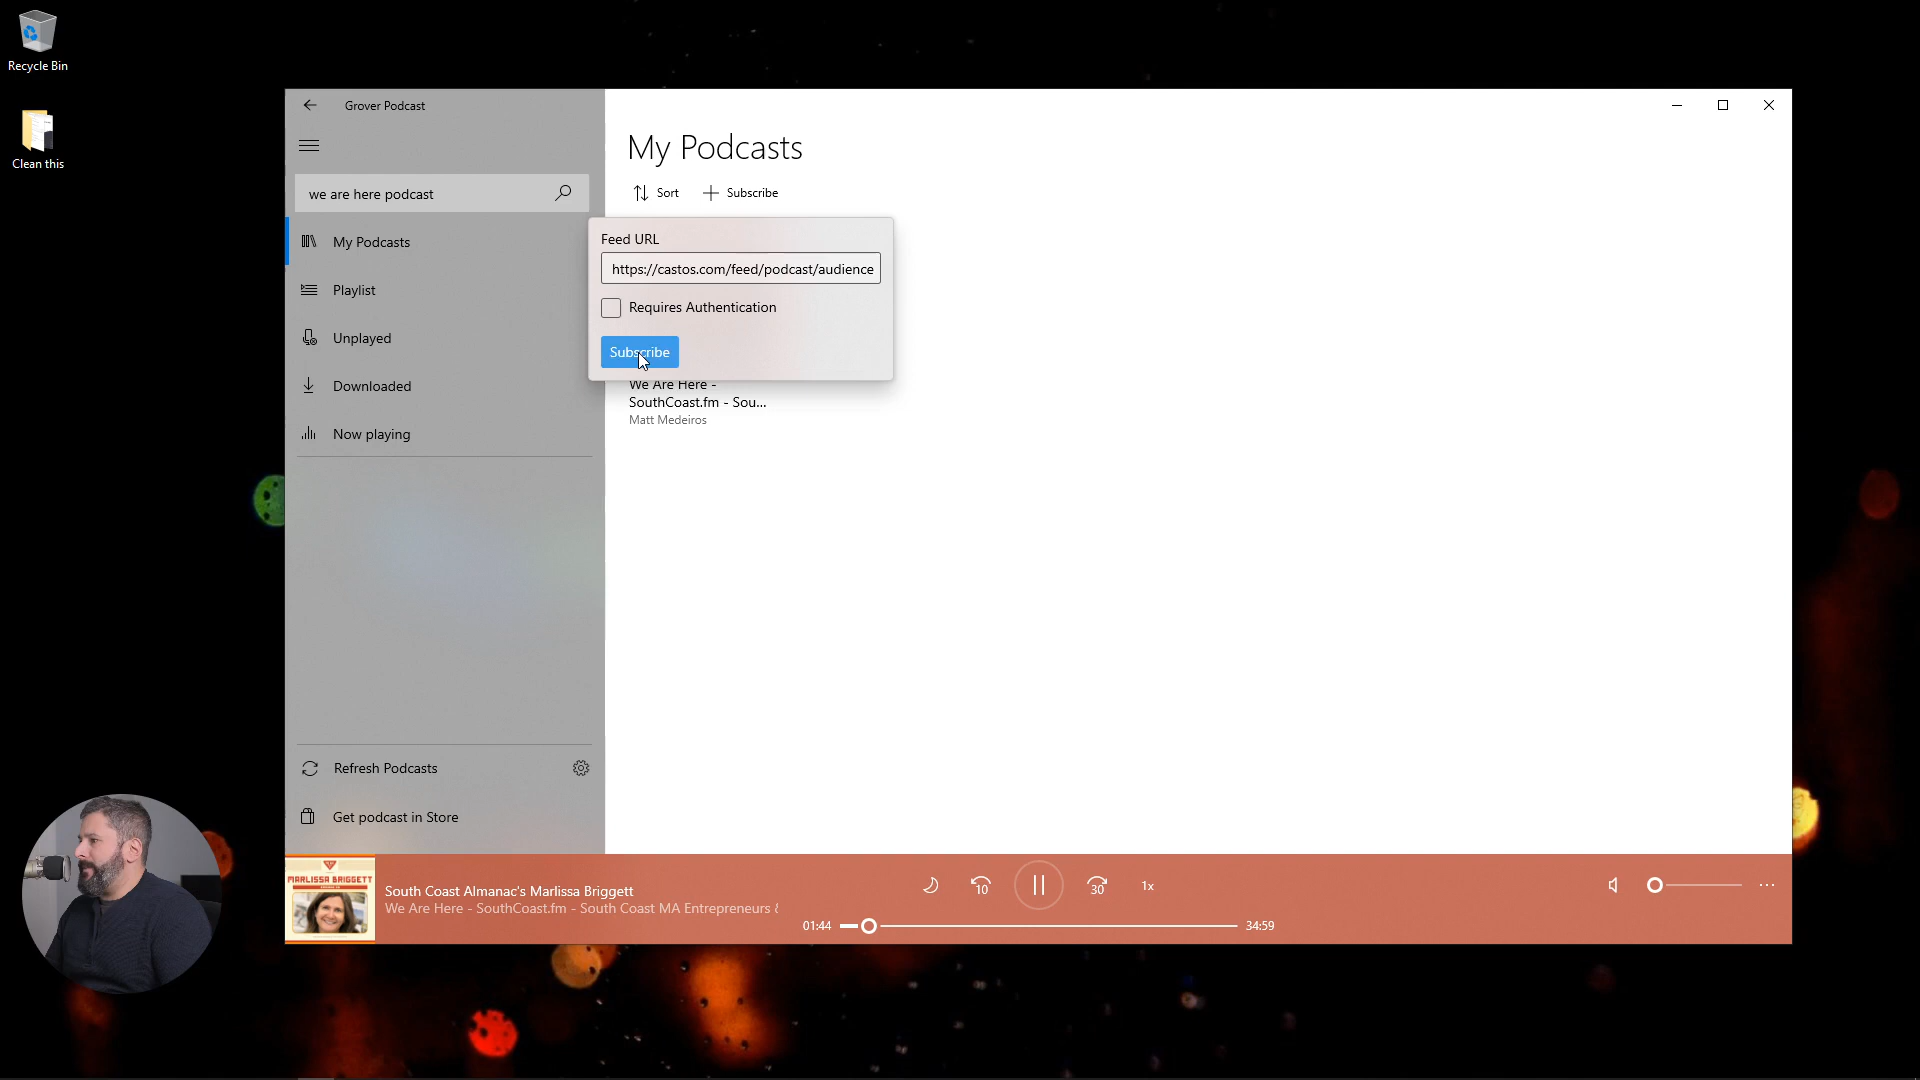 Recycle Bin
Clean this
Grover Podcast
we are here podcast
My Podcasts
Playlist
Unplayed
Downloaded
Now playing
Refresh Podcasts
Get podcast in Store
My Podcasts
Sort
Subscribe
Feed URL
https://castos.com/feed/podcast/audience
Requires Authentication
Subscribe
We Are Here -
SouthCoast.fm - Sou...
Matt Medeiros
MARLISSA BRIGGETT
South Coast Almanac's Marlissa Briggett
We Are Here - SouthCoast.fm - South Coast MA Entrepreneurs &
10
30
1x
01:44
34:59